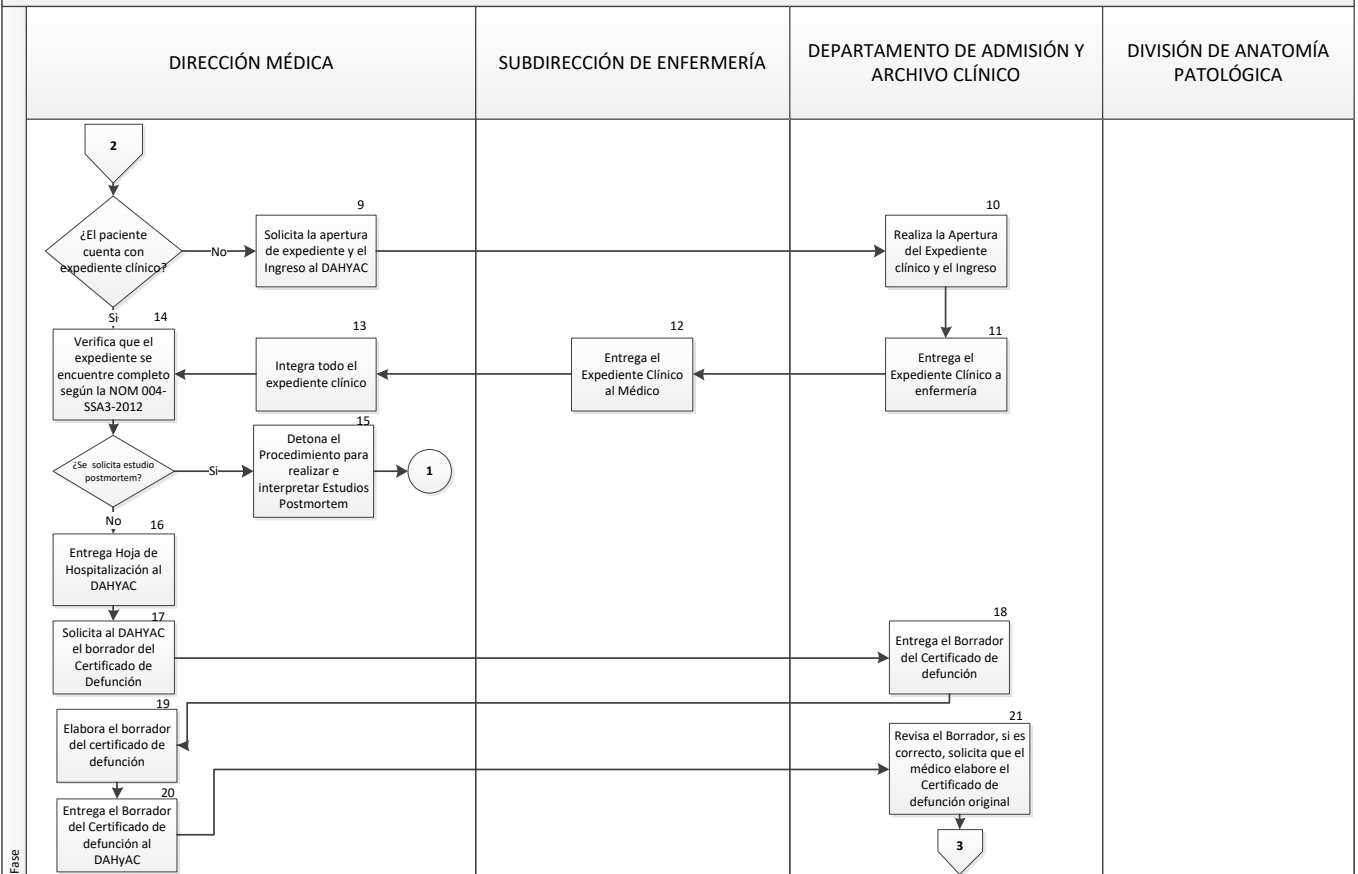 DIRECCIÓN MÉDICA
SUBDIRECCIÓN DE ENFERMERÍA
DEPARTAMENTO DE ADMISIÓN Y
ARCHIVO CLÍNICO
DIVISIÓN DE ANATOMÍA
PATOLÓGICA
2
¿El paciente
cuenta con
expediente clínico?
No
9
Solicita la apertura
de expediente y el
Ingreso al DAHYAC
10
Realiza la Apertura
del Expediente
clínico y el Ingreso
Si
14
Verifica que el
expediente se
encuentre completo
según la NOM 004-
SSA3-2012
13
Integra todo el
expediente clínico
12
Entrega el
Expediente Clínico
al Médico
11
Entrega el
Expediente Clínico a
enfermería
¿Se solicita estudio
postmortem?
Si
15
Detona el
Procedimiento para
realizar e
interpretar Estudios
Postmortem
1
No
16
Entrega Hoja de
Hospitalización al
DAHYAC
17
Solicita al DAHYAC
el borrador del
Certificado de
Defunción
18
Entrega el Borrador
del Certificado de
defunción
19
Elabora el borrador
del certificado de
defunción
20
Entrega el Borrador
del Certificado de
defunción al
DAHyAC
21
Revisa el Borrador, si es
correcto, solicita que el
médico elabore el
Certificado de
defunción original
3
Fase